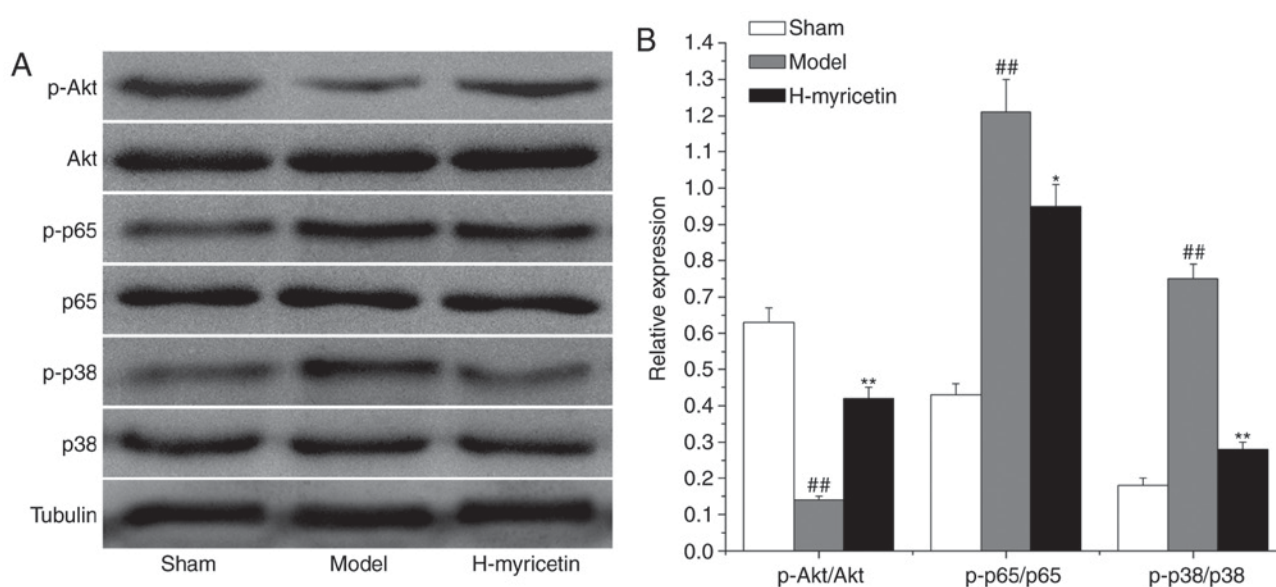 A
p-Akt
Akt
p-p65
p65
p-p38
p38
Tubulin
Sham Model H-myricetin
B
Sham
Model
H-myricetin
Relative expression
1.4
1.3
1.2
1.1
1.0
0.9
0.8
0.7
0.6
0.5
0.4
0.3
0.2
0.1
0.0
##
**
##
*
##
**
p-Akt/Akt p-p65/p65 p-p38/p38